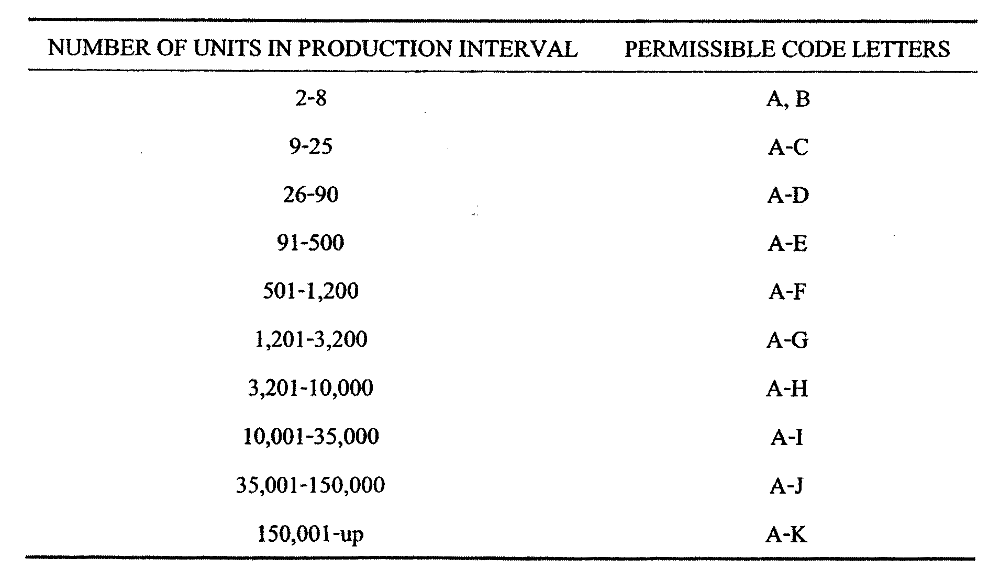 NUMBER OF UNITS IN PRODUCTION INTERVAL PERMISSIBLE CODE LETTERS
2-8 A, B
9-25 A-C
26-90 A-D
91-500 A-E
501-1,200 A-F
1,201-3,200 A-G
3,201-10,000 A-H
10,001-35,000 A-I
35,001-150,000 A-J
150,001-up A-K